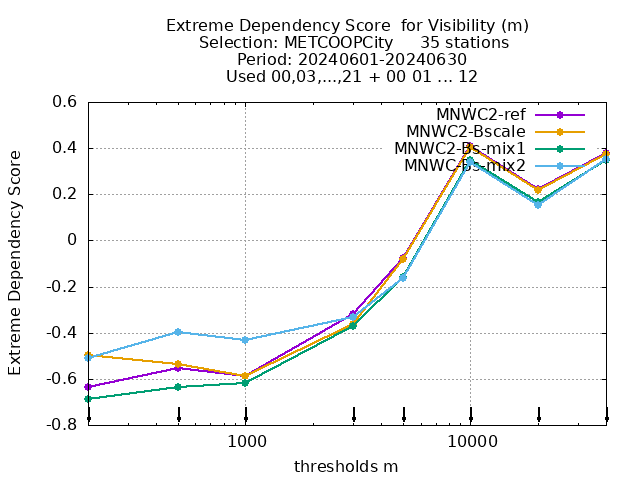 Extreme Dependency Score  for Visibility (m)
Selection: METCOOPCity     35 stations
Period: 20240601-20240630
Used 00,03,...,21 + 00 01 ... 12
0.6
0.4
0.2
0
-0.2
-0.4
-0.6
-0.8
Extreme Dependency Score
MNWC2-ref
MNWC2-Bscale
MNWC2-Bs-mix1
MNWC-Bs-mix2
1000
10000
thresholds m